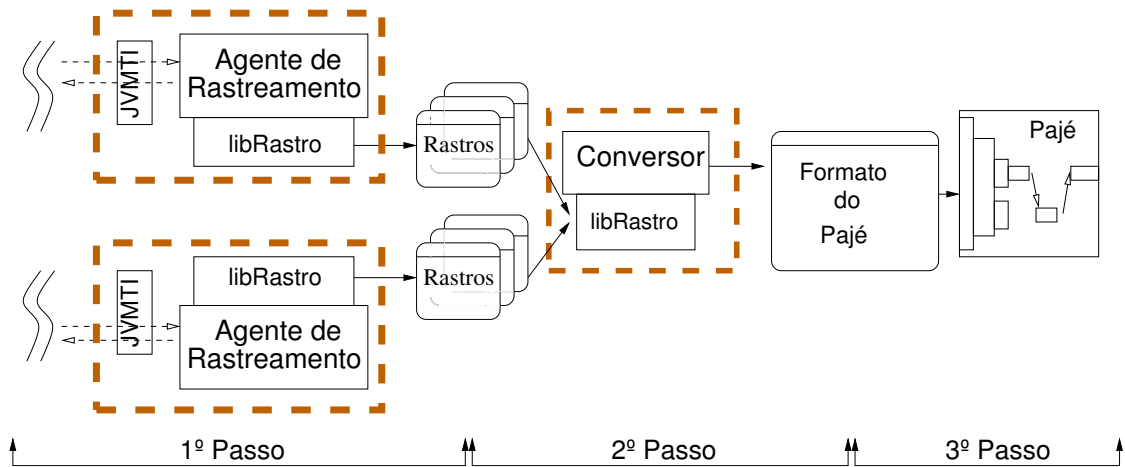 JVMTI
Agente de
Rastreamento
libRastro
Rastros
JVMTI
libRastro
Agente de
Rastreamento
Rastros
Conversor
libRastro
Formato
do
Pajé
Pajé
1º Passo
2º Passo
3º Passo